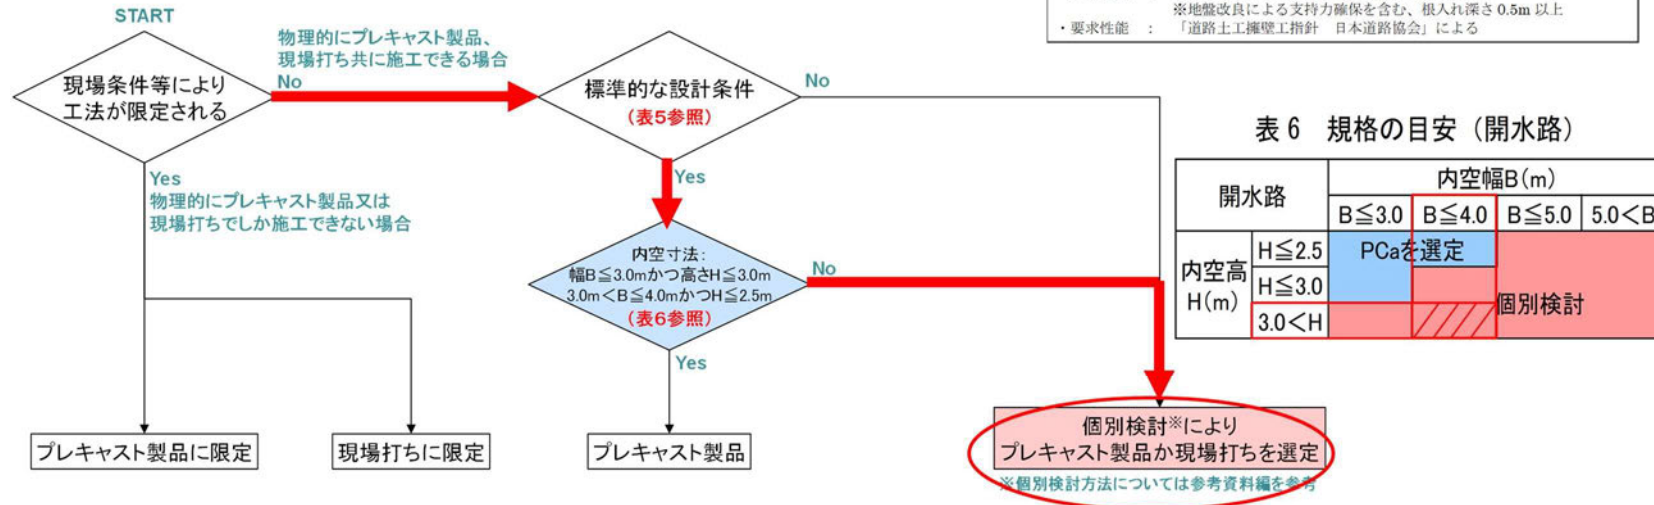 ※地盤改良による支持力確保を含む、根入れ深さ 0.5m 以上
・要求性能 ： 「道路土工擁壁工指針 日本道路協会」による
START
現場条件等により
工法が限定される
物理的にプレキャスト製品、
現場打ち共に施工できる場合
No
標準的な設計条件
（表5参照）
No
Yes
物理的にプレキャスト製品又は
現場打ちでしか施工できない場合
Yes
内空寸法：
幅B≦3.0mかつ高さH≦3.0m
3.0m＜B≦4.0mかつH≦2.5m
（表6参照）
No
Yes
プレキャスト製品に限定
現場打ちに限定
プレキャスト製品
個別検討※により
プレキャスト製品か現場打ちを選定
※個別検討方法については参考資料編を参考
表６ 規格の目安（開水路）
開水路
内空幅B(m)
B≦3.0 B≦4.0 B≦5.0 5.0＜B
内空高
H(m)
H≦2.5
H≦3.0
3.0＜H
PCaを選定
個別検討